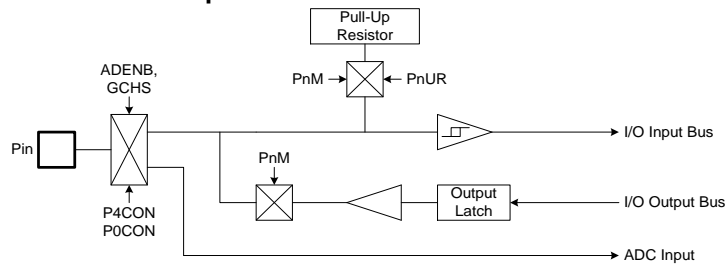 Pull-Up
Resistor
ADENB,
GCHS
PnM
PnUR
Pin
I/O Input Bus
PnM
Output
Latch
I/O Output Bus
P4CON
P0CON
ADC Input